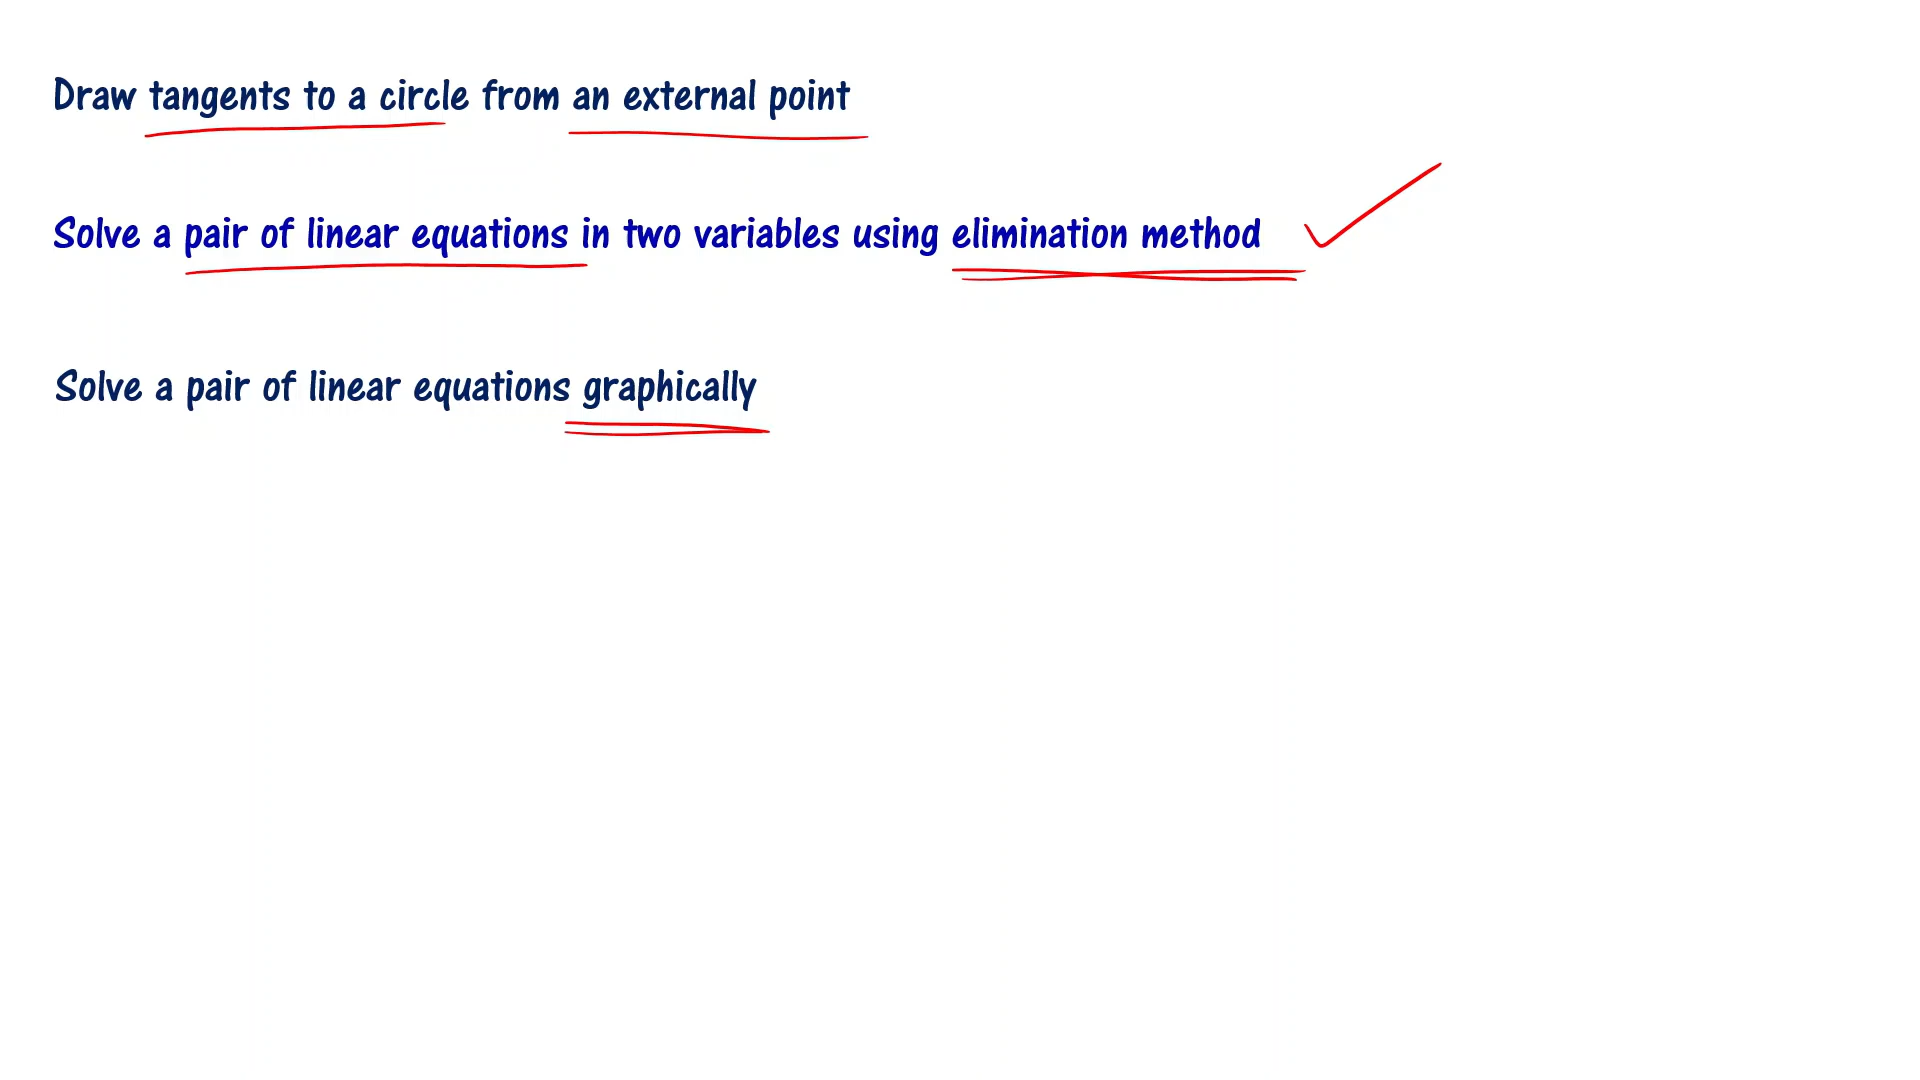 Draw tangents to a circle from an external point
Solve a pair of linear equations in two variables using elimination method
Solve a pair of linear equations graphically